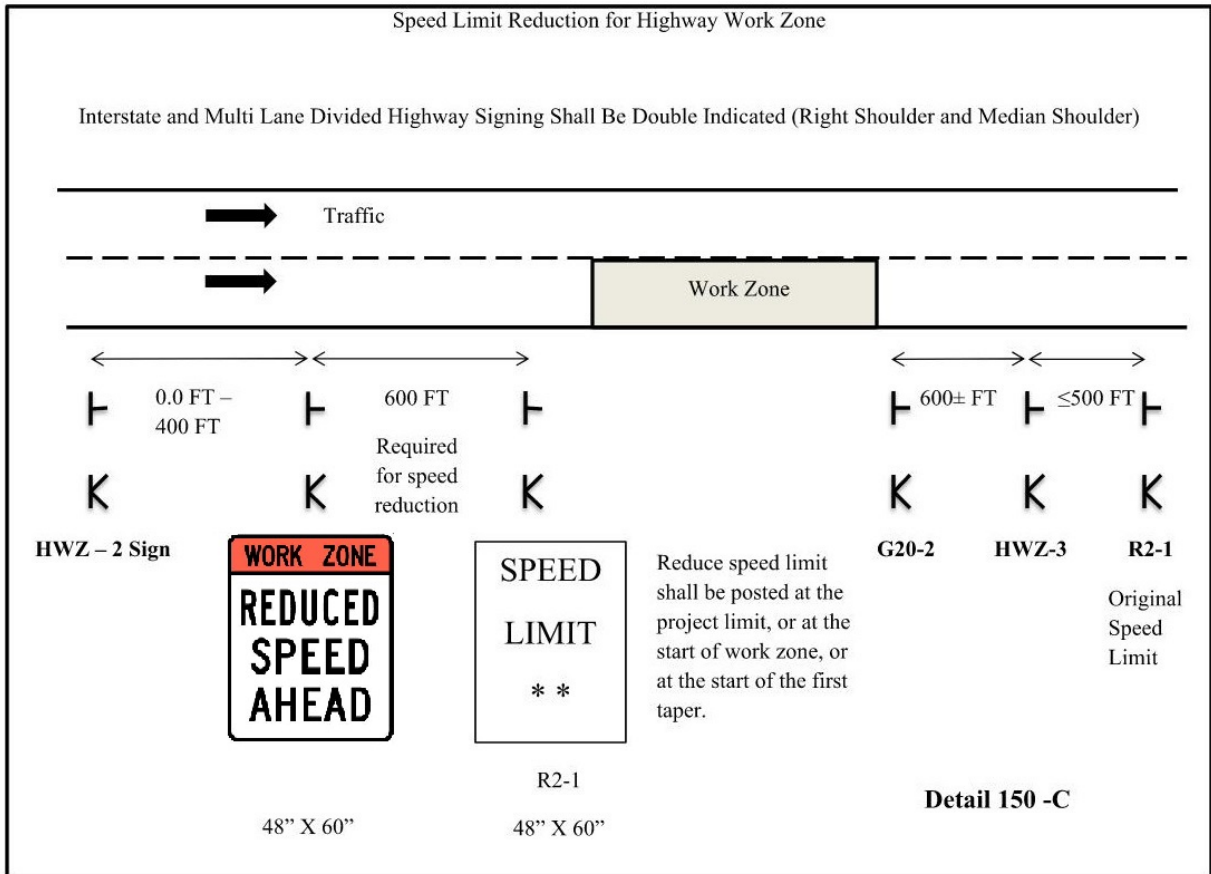 Speed Limit Reduction for Highway Work Zone
Interstate and Multi Lane Divided Highway Signing Shall Be Double Indicated (Right Shoulder and Median Shoulder)
Traffic
Work Zone
0.0 FT –
400 FT
600 FT
Required
for speed
reduction
600± FT
≤500 FT
HWZ – 2 Sign
G20-2
HWZ-3
R2-1
Original
Speed
Limit
WORK ZONE
REDUCED
SPEED
AHEAD
48” X 60”
SPEED
LIMIT
* *
R2-1
48” X 60”
Reduce speed limit
shall be posted at the
project limit, or at the
start of work zone, or
at the start of the first
taper.
Detail 150 -C